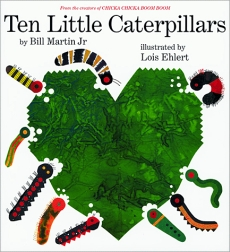 From the creators of CHICKA CHICKA BOOM BOOM
Ten Little Caterpillars
by Bill Martin Jr
illustrated by
Lois Ehlert